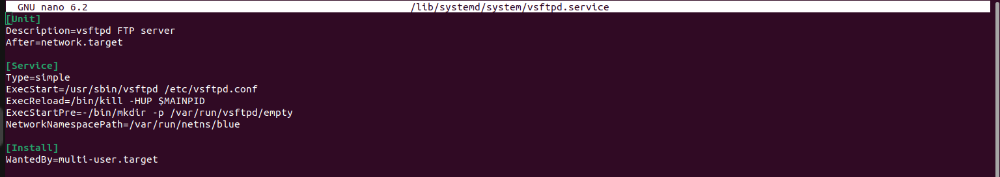 GNU nano 6.2 /lib/systemd/system/vsftpd.service
[Unit]
Description=vsftpd FTP server
After=network.target
[Service]
Type=simple
ExecStart=/usr/sbin/vsftpd /etc/vsftpd.conf
ExecReload=/bin/kill -HUP $MAINPID
ExecStartPre=-/bin/mkdir -p /var/run/vsftpd/empty
NetworkNamespacePath=/var/run/netns/blue
[Install]
WantedBy=multi-user.target